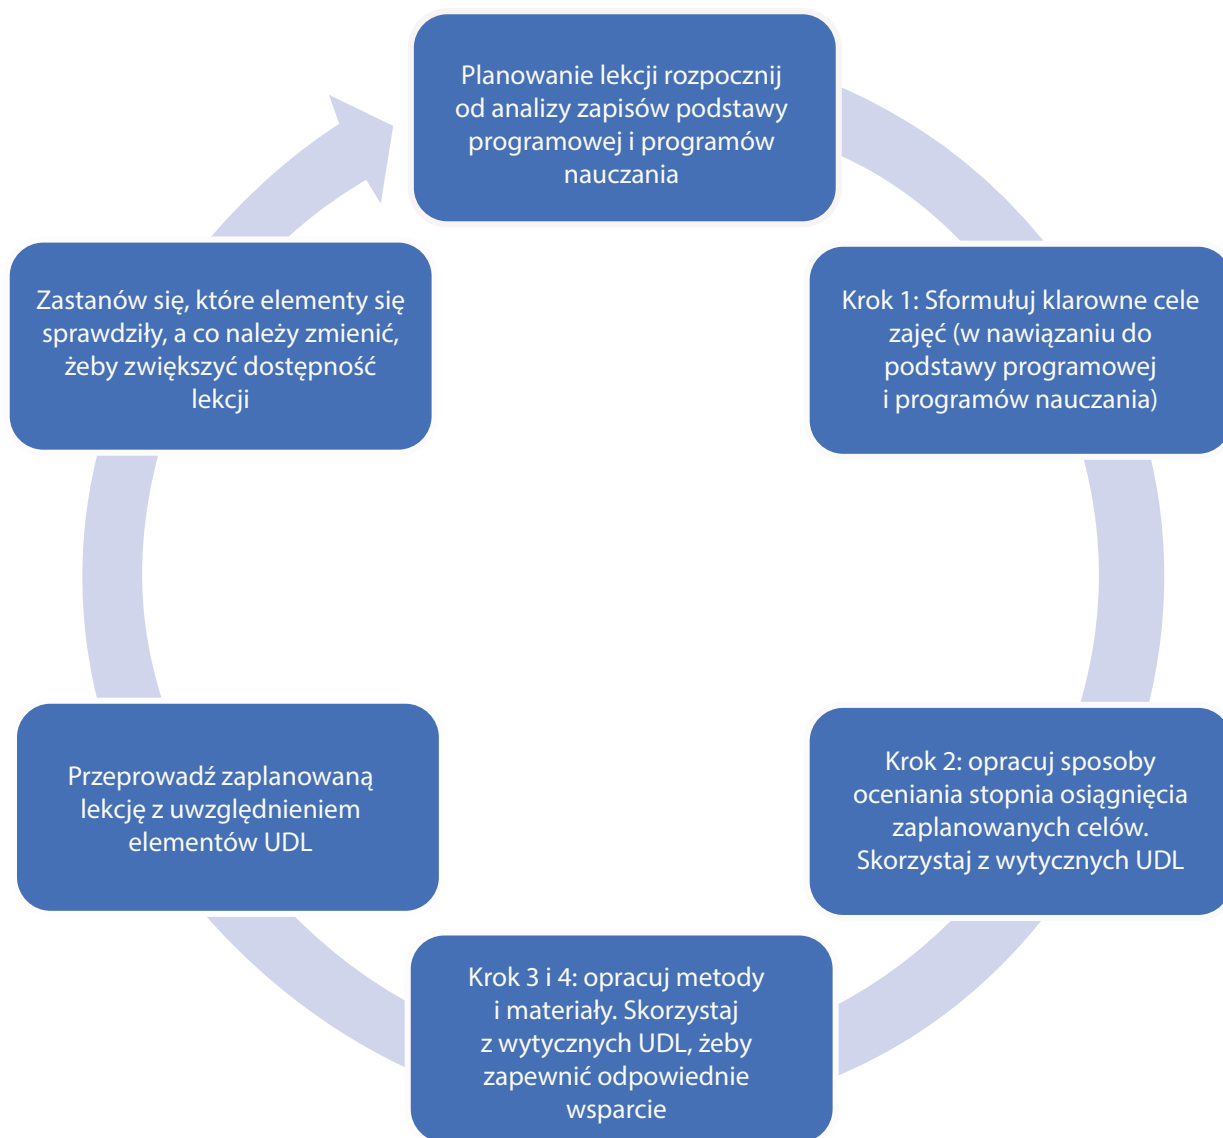 Planowanie lekcji rozpocznij
od analizy zapisów podstawy
programowej i programów
nauczania
Krok 1: Sformułuj klarowne cele
zajęć (w nawiązaniu do
podstawy programowej
i programów nauczania)
Krok 2: opracuj sposoby
oceniania stopnia osiągnięcia
zaplanowanych celów.
Skorzystaj z wytycznych UDL
Krok 3 i 4: opracuj metody
i materiały. Skorzystaj
z wytycznych UDL, żeby
zapewnić odpowiednie
wsparcie
Przeprowadź zaplanowaną
lekcję z uwzględnieniem
elementów UDL
Zastanów się, które elementy się
sprawdziły, a co należy zmienić,
żeby zwiększyć dostępność
lekcji